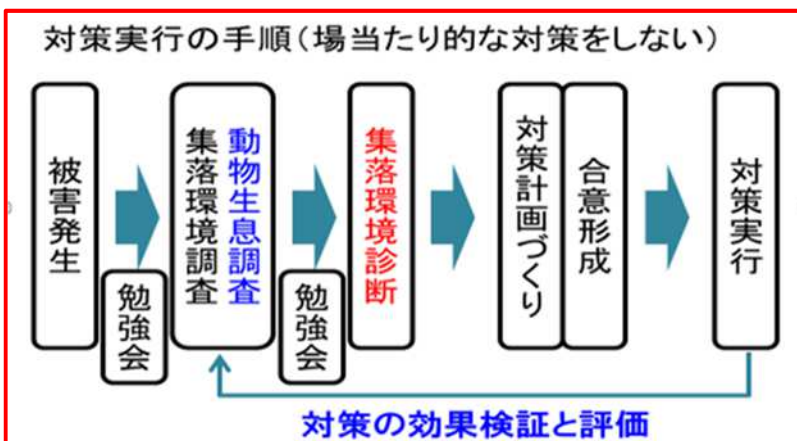 対策実行の手順(場当たり的な対策をしない)
被害発生
勉強会
動物生息調査
集落環境調査
勉強会
集落環境診断
対策計画づくり
合意形成
対策実行
対策の効果検証と評価